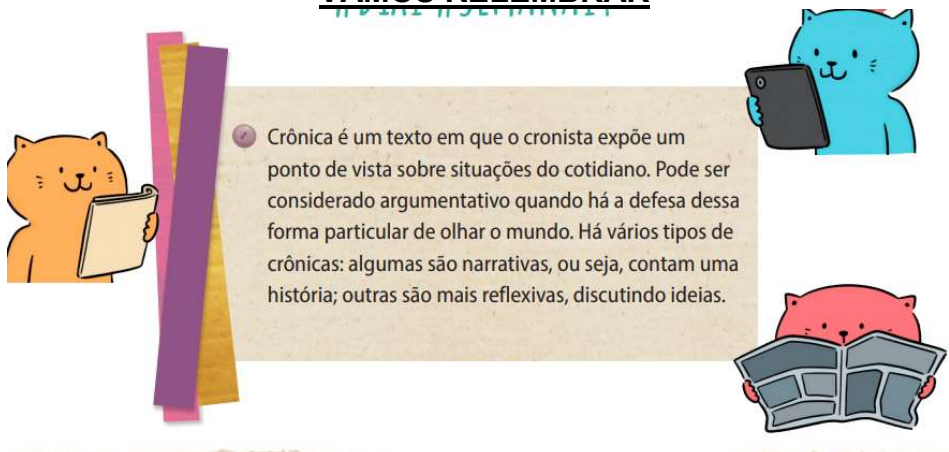 VAMOS RELEMBRAR
Crônica é um texto em que o cronista expõe um
ponto de vista sobre situações do cotidiano. Pode ser
considerado argumentativo quando há a defesa dessa
forma particular de olhar o mundo. Há vários tipos de
crônicas: algumas são narrativas, ou seja, contam uma
história; outras são mais reflexivas, discutindo ideias.